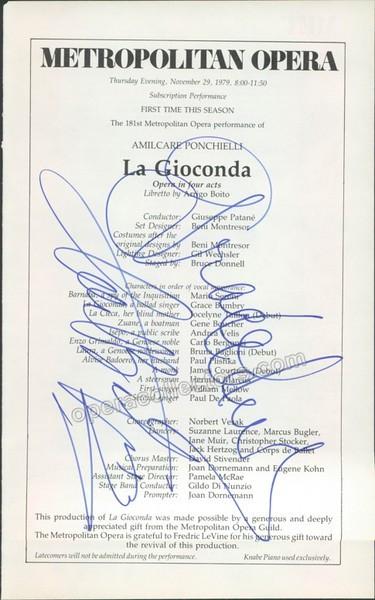 METROPOLITAN OPERA
Thursday Evening, November 29, 1979, 8:00-11:50
Subscription Performance
FIRST TIME THIS SEASON
The 181st Metropolitan Opera performance of
AMILCARE PONCHIELLI
La Gioconda
Opera in four acts
Libretto by Arrigo Boito
Conductor: Giuseppe Patané
Set Designer: Beni Montresor
Costumes after the
original designs by Beni Montresor
Lighting Designer: Gil Wechsler
Staged by: Bruce Donnell
Characters in order of vocal appearance:
Barnaba, a spy of the Inquisition Mario Sereni
La Gioconda, a ballad singer Grace Bumbry
La Cieca, her blind mother Jocelyne (Debut)
Zuane, a boatman Gene Boucher
Isèpo, a public scribe Andrea Velis
Enzo Grimaldo, a Genoese noble Carlo Bergonzi
Laura, a Genoese noblewoman Bruna Baglioni (Debut)
Alvise Badoero, her husband Paul Plishka
A monk James Courtney (Debut)
A steersman Herman Marcus
First singer William Mellow
Second singer Paul De Paola
Choreographer: Norbert Vesak
Dancers: Suzanne Laurence, Marcus Bugler,
Jane Muir, Christopher Stocker,
Jack Hertzog and Corps de Ballet
Chorus Master: David Stivender
Musical Preparation: Joan Dornemann and Eugene Kohn
Assistant Stage Director: Pamela McRae
Stage Band Conductor: Gildo Di Nunzio
Prompter: Joan Dornemann
This production of La Gioconda was made possible by a generous and deeply
appreciated gift from the Metropolitan Opera Guild.
The Metropolitan Opera is grateful to Fredric LeVine for his generous gift toward
the revival of this production.
Latecomers will not be admitted during the performance. Knabe Piano used exclusively.